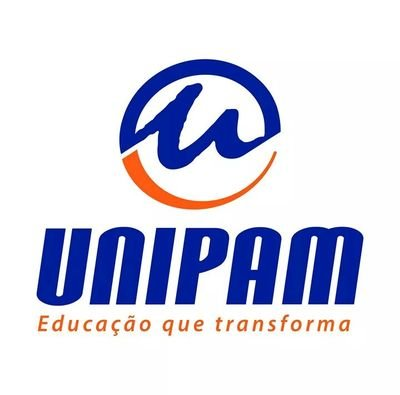 u
UNIPAM
Educação que transforma